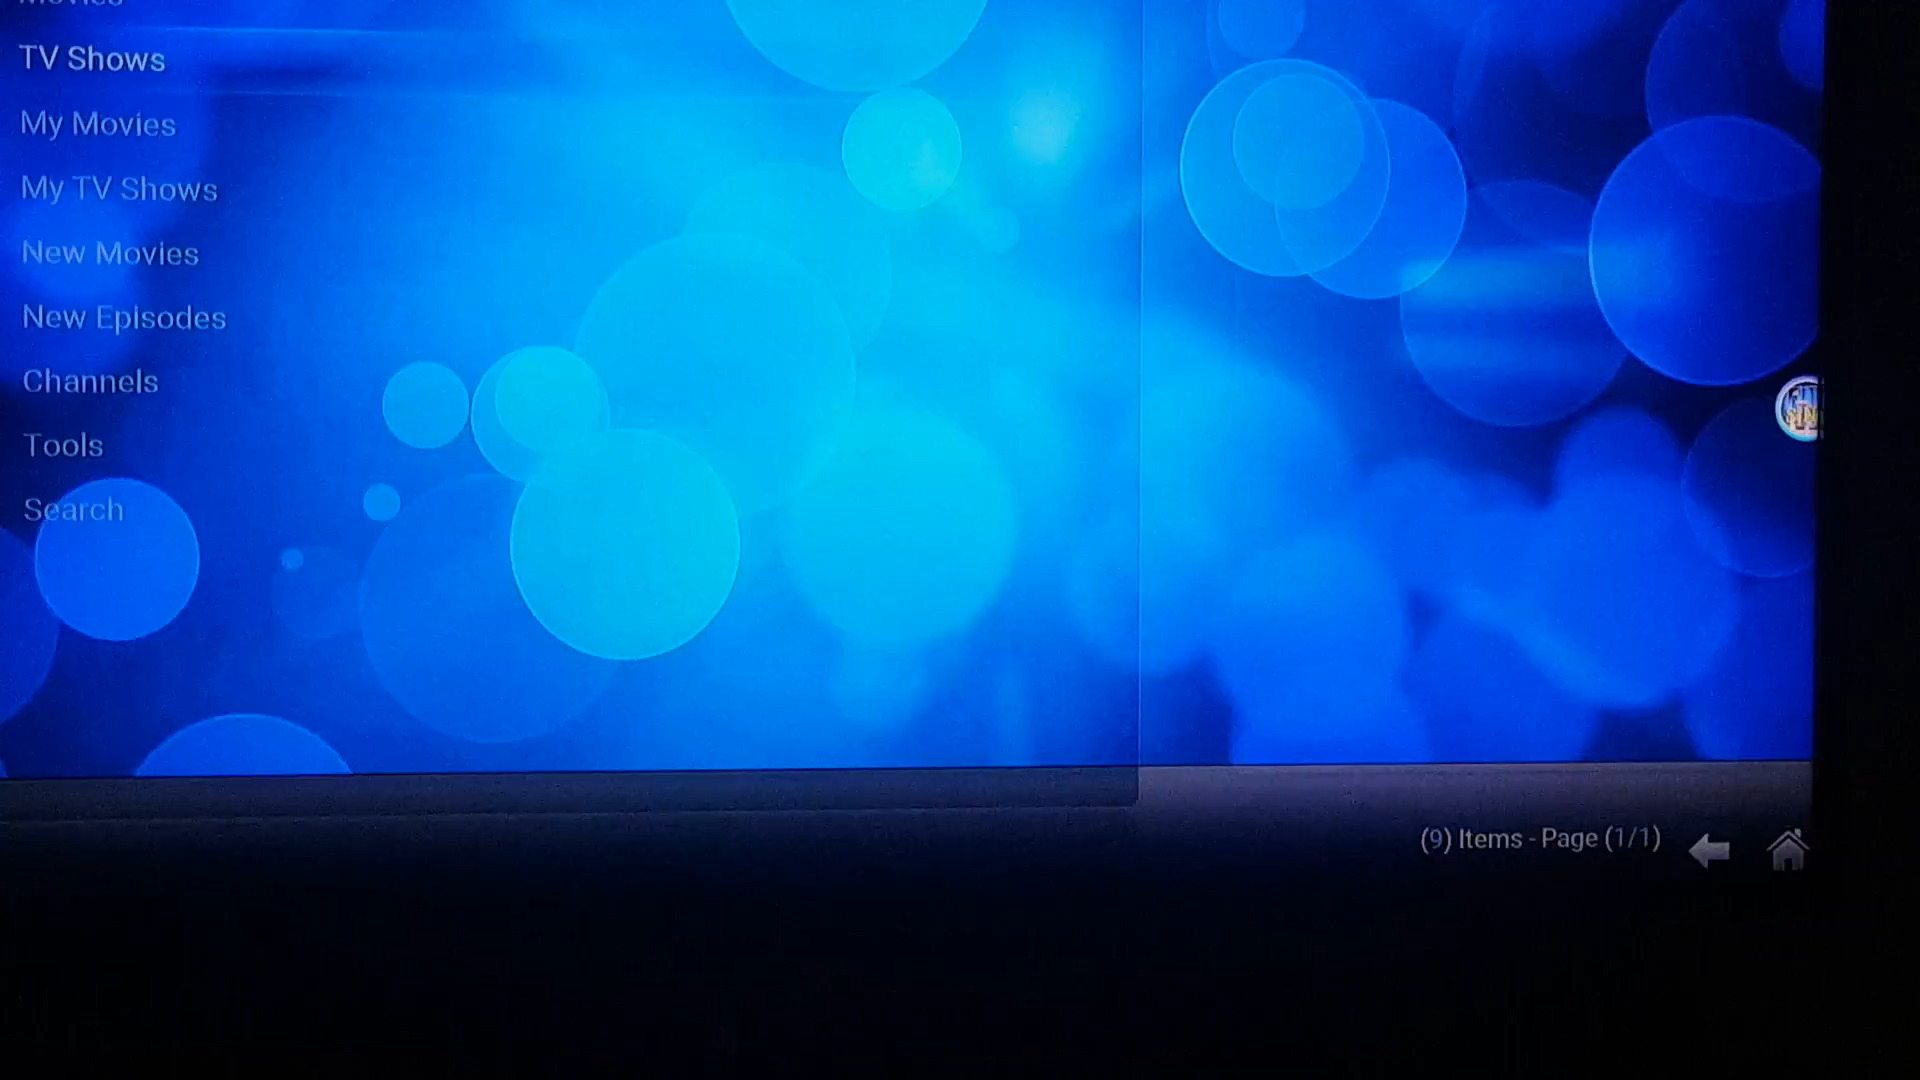 Movies
TV Shows
My Movies
My TV Shows
New Movies
New Episodes
Channels
Tools
Search
(9) Items - Page (1/1)